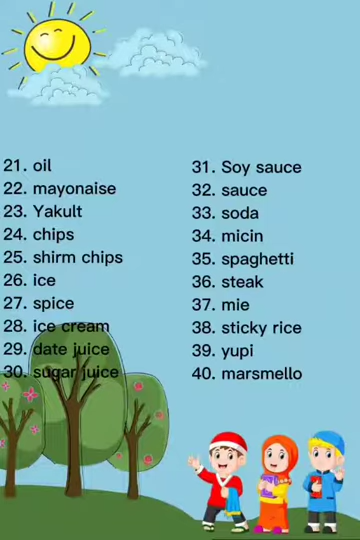 21. oil
22. mayonaise
23. Yakult
24. chips
25. shirm chips
26. ice
27. spice
28. ice cream
29. date juice
30. sugar juice
31. Soy sauce
32. sauce
33. soda
34. micin
35. spaghetti
36. steak
37. mie
38. sticky rice
39. yupi
40. marsmello